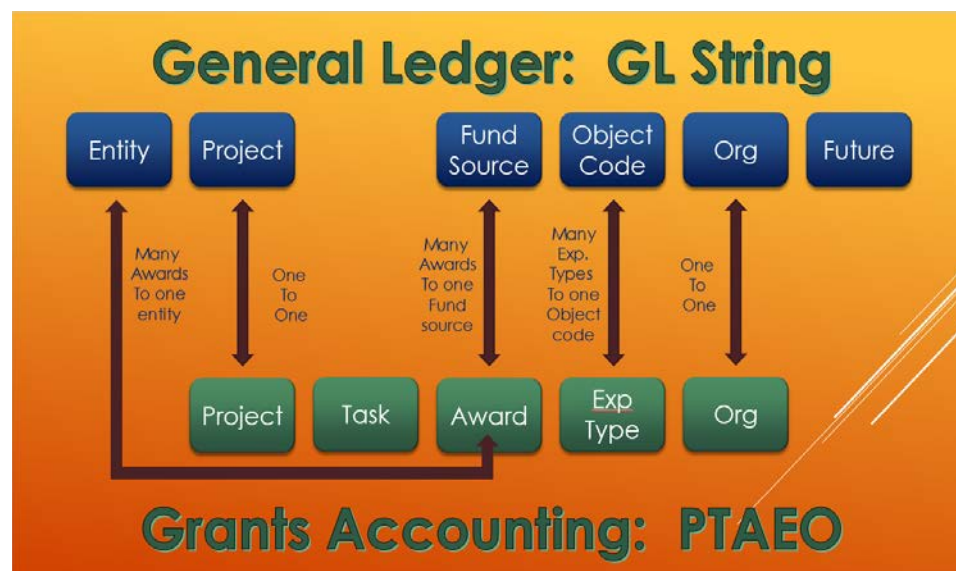 General Ledger:  GL String
Entity
Project
Fund
Source
Object
Code
Org
Future
Many
Awards
To one
entity
One
To
One
Many
Awards
To one
Fund
source
Many
Exp.
Types
To one
Object
code
One
To
One
Project
Task
Award
Exp
Type
Org
Grants Accounting:  PTAEO